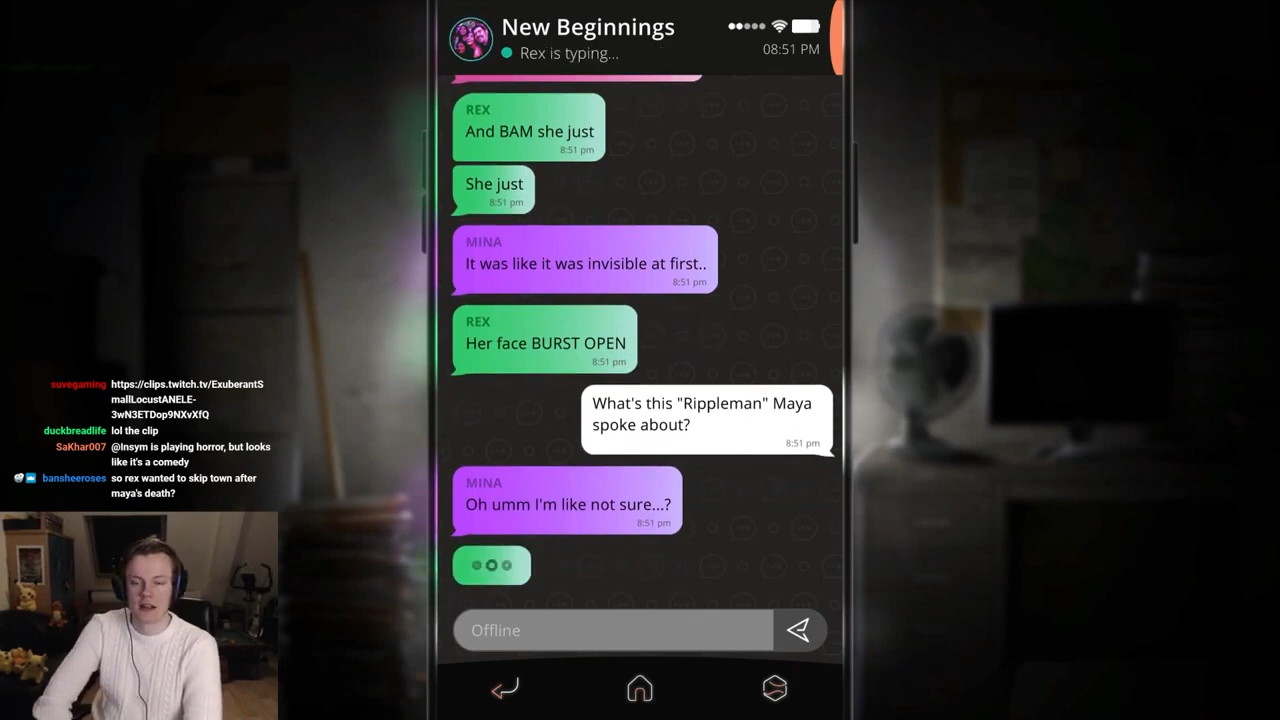 New Beginnings
Rex is typing...
08:51 PM
REX
And BAM she just
8:51 pm
She just
8:51 pm
MINA
It was like it was invisible at first..
8:51 pm
REX
Her face BURST OPEN
8:51 pm
What's this "Rippleman" Maya
spoke about?
8:51 pm
MINA
Oh umm I'm like not sure...?
8:51 pm
Offline
suvegaming https://clips.twitch.tv/ExuberantS
mallLocustANELE-
3wN3ETDop9NXvXfQ
duckbreadlife lol the clip
SaKhar007 @Insym is playing horror, but looks
like it's a comedy
bansheeroses so rex wanted to skip town after
maya's death?